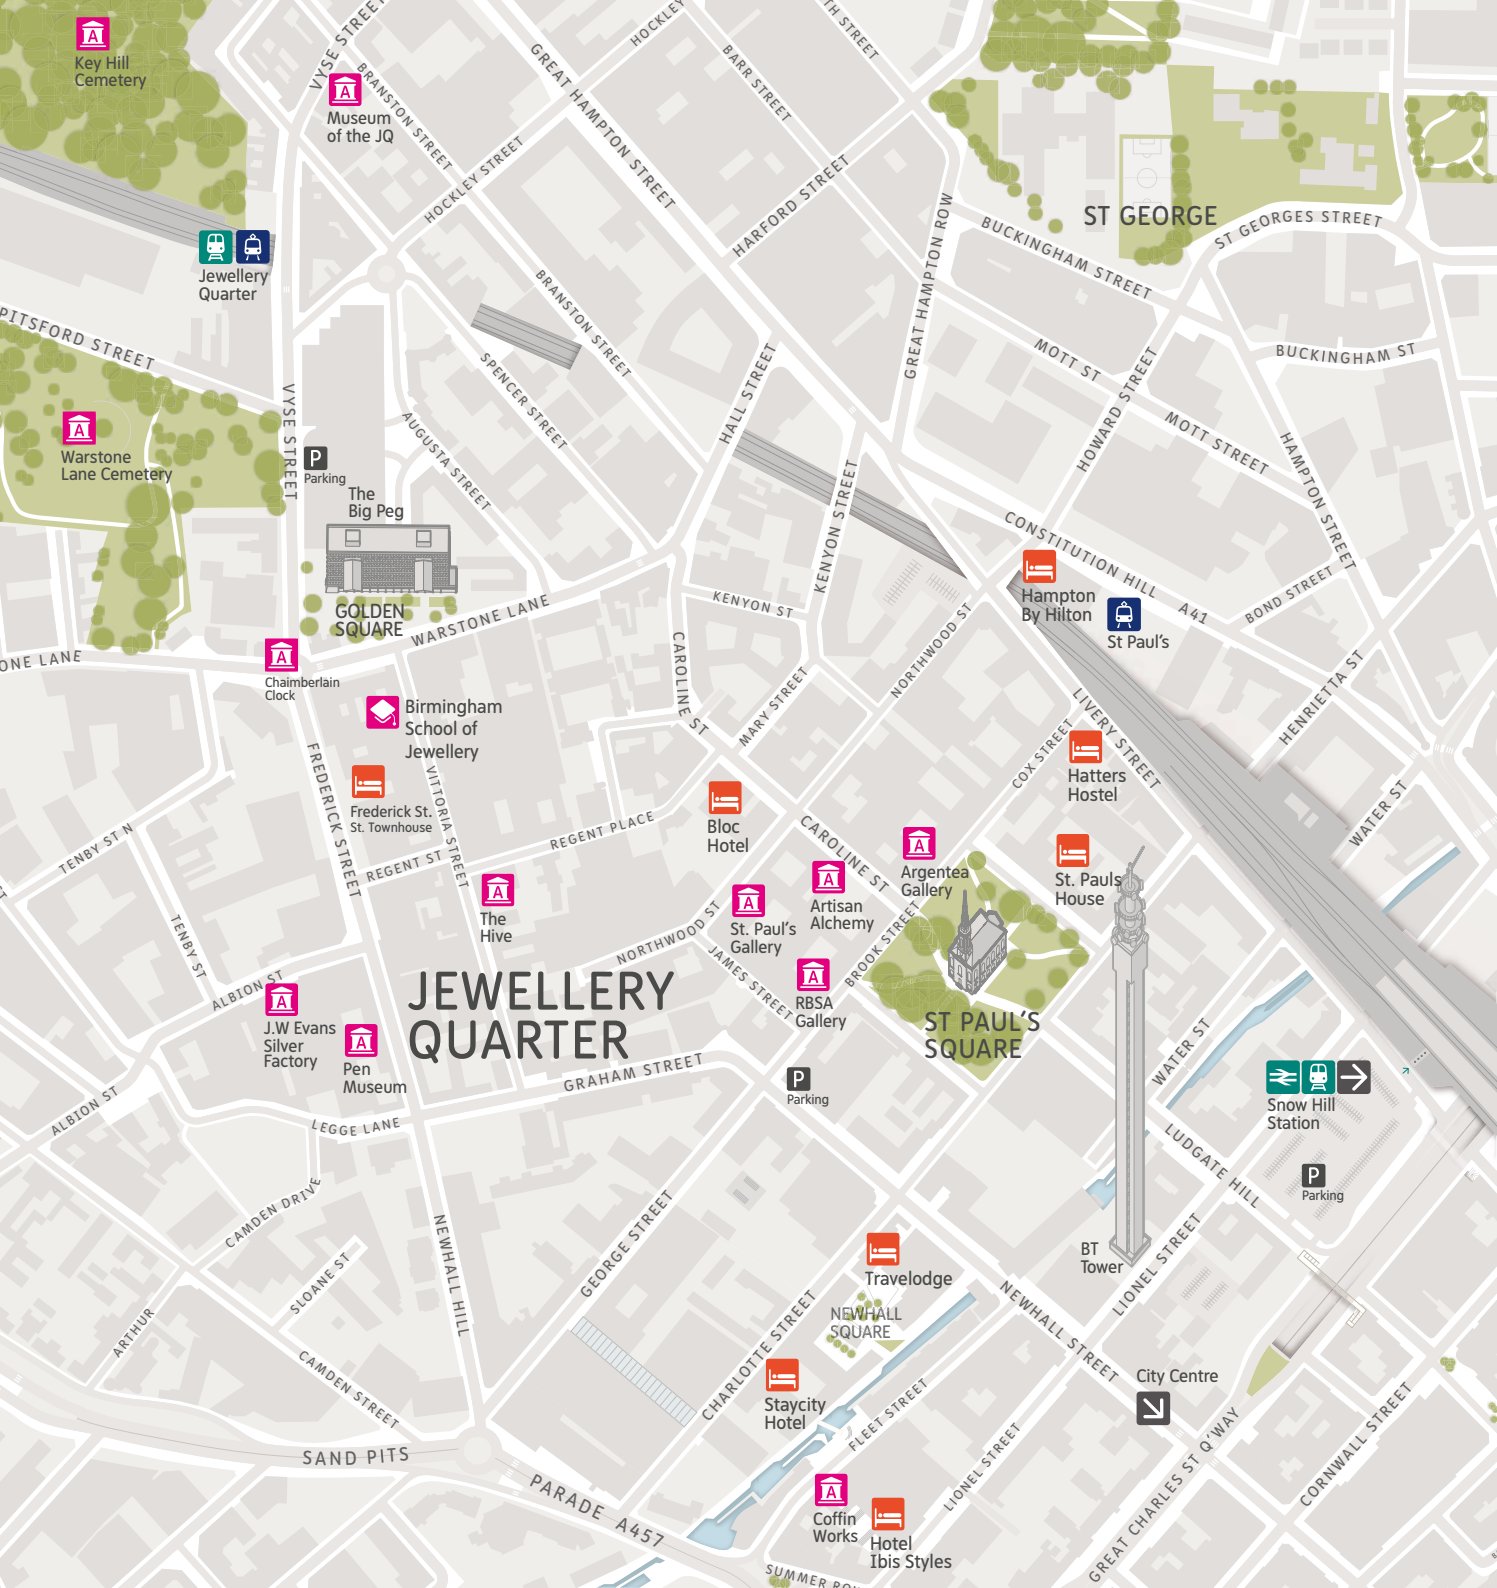 Key Hill
Cemetery
VYSE STREET
Museum
of the JQ
BRANSTON STREET
HOCKLEY STREET
GREAT HAMPTON STREET
HOCKLEY
BARR STREET
TH STREET
HARFORD STREET
GREAT HAMPTON ROW
BUCKINGHAM STREET
ST GEORGE
ST GEORGES STREET
Jewellery
Quarter
PITSFORD STREET
BRANSTON STREET
SPENCER STREET
HALL STREET
MOTT ST
HOWARD STREET
BUCKINGHAM ST
MOTT STREET
HAMPTON STREET
VYSE STREET
AUGUSTA STREET
Warstone
Lane Cemetery
P
Parking
The
Big Peg
KENYON STREET
CONSTITUTION HILL A41
Hampton
By Hilton
St Paul's
BOND STREET
GOLDEN
SQUARE
WARSTONE LANE
KENYON ST
NORTHWOOD ST
ONE LANE
Chaimberlain
Clock
CAROLINE ST
MARY STREET
HENRIETTA ST
LIVERY STREET
COX STREET
Birmingham
School of
Jewellery
FREDERICK STREET
VITTORIA STREET
Frederick St.
St. Townhouse
Hatters
Hostel
WATER ST
Bloc
Hotel
REGENT PLACE
REGENT ST
TENBY ST N
CAROLINE ST
Argentea
Gallery
St. Pauls
House
Artisan
Alchemy
The
Hive
St. Paul's
Gallery
NORTHWOOD ST
JAMES STREET
BROOK STREET
TENBY ST
ALBION ST
JEWELLERY
QUARTER
RBSA
Gallery
ST PAUL'S
SQUARE
J.W Evans
Silver
Factory
Pen
Museum
GRAHAM STREET
P
Parking
WATER ST
Snow Hill
Station
ALBION ST
LEGGE LANE
LUDGATE HILL
P
Parking
CAMDEN DRIVE
NEWHALL HILL
GEORGE STREET
BT
Tower
LIONEL STREET
Travelodge
SLOANE ST
ARTHUR
CHARLOTTE STREET
NEWHALL
SQUARE
NEWHALL STREET
CAMDEN STREET
Staycity
Hotel
FLEET STREET
City Centre
LIONEL STREET
GREAT CHARLES ST Q'WAY
CORNWALL STREET
SAND PITS
PARADE A457
Coffin
Works
Hotel
Ibis Styles
SUMMER ROW